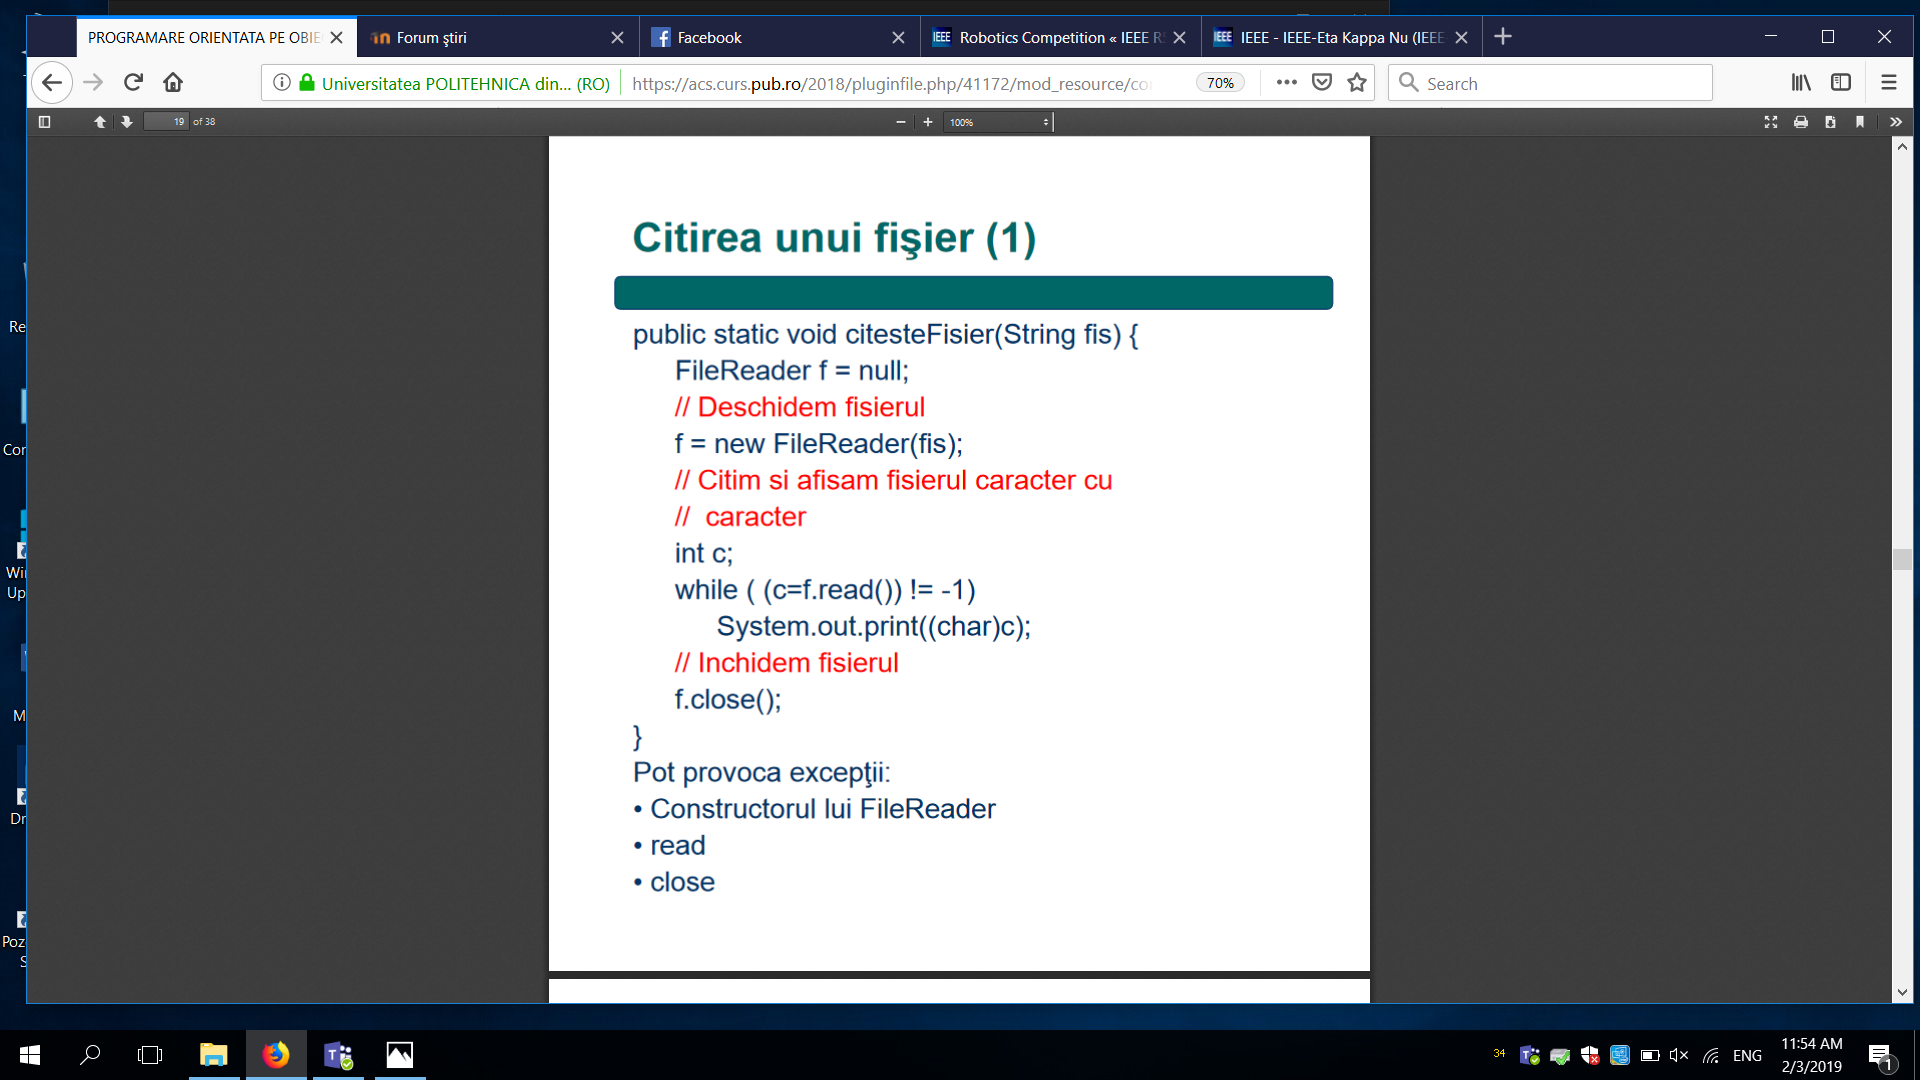 PROGRAMARE ORIENTATA PE OBIE
Forum știri
Facebook
Robotics Competition « IEEE R
IEEE - IEEE-Eta Kappa Nu (IEEE
Universitatea POLITEHNICA din... (RO)
https://acs.curs.pub.ro/2018/pluginfile.php/41172/mod_resource/co
70%
Search
19 of 38
100%
Citirea unui fişier (1)
public static void citesteFisier(String fis) {
FileReader f = null;
// Deschidem fisierul
f = new FileReader(fis);
// Citim si afisam fisierul caracter cu
// caracter
int c;
while ( (c=f.read()) != -1)
System.out.print((char)c);
// Inchidem fisierul
f.close();
}
Pot provoca excepţii:
• Constructorul lui FileReader
• read
• close
Re
Cor
Wi
Up
M
Dr
Poz
S
34
ENG
11:54 AM
2/3/2019
1